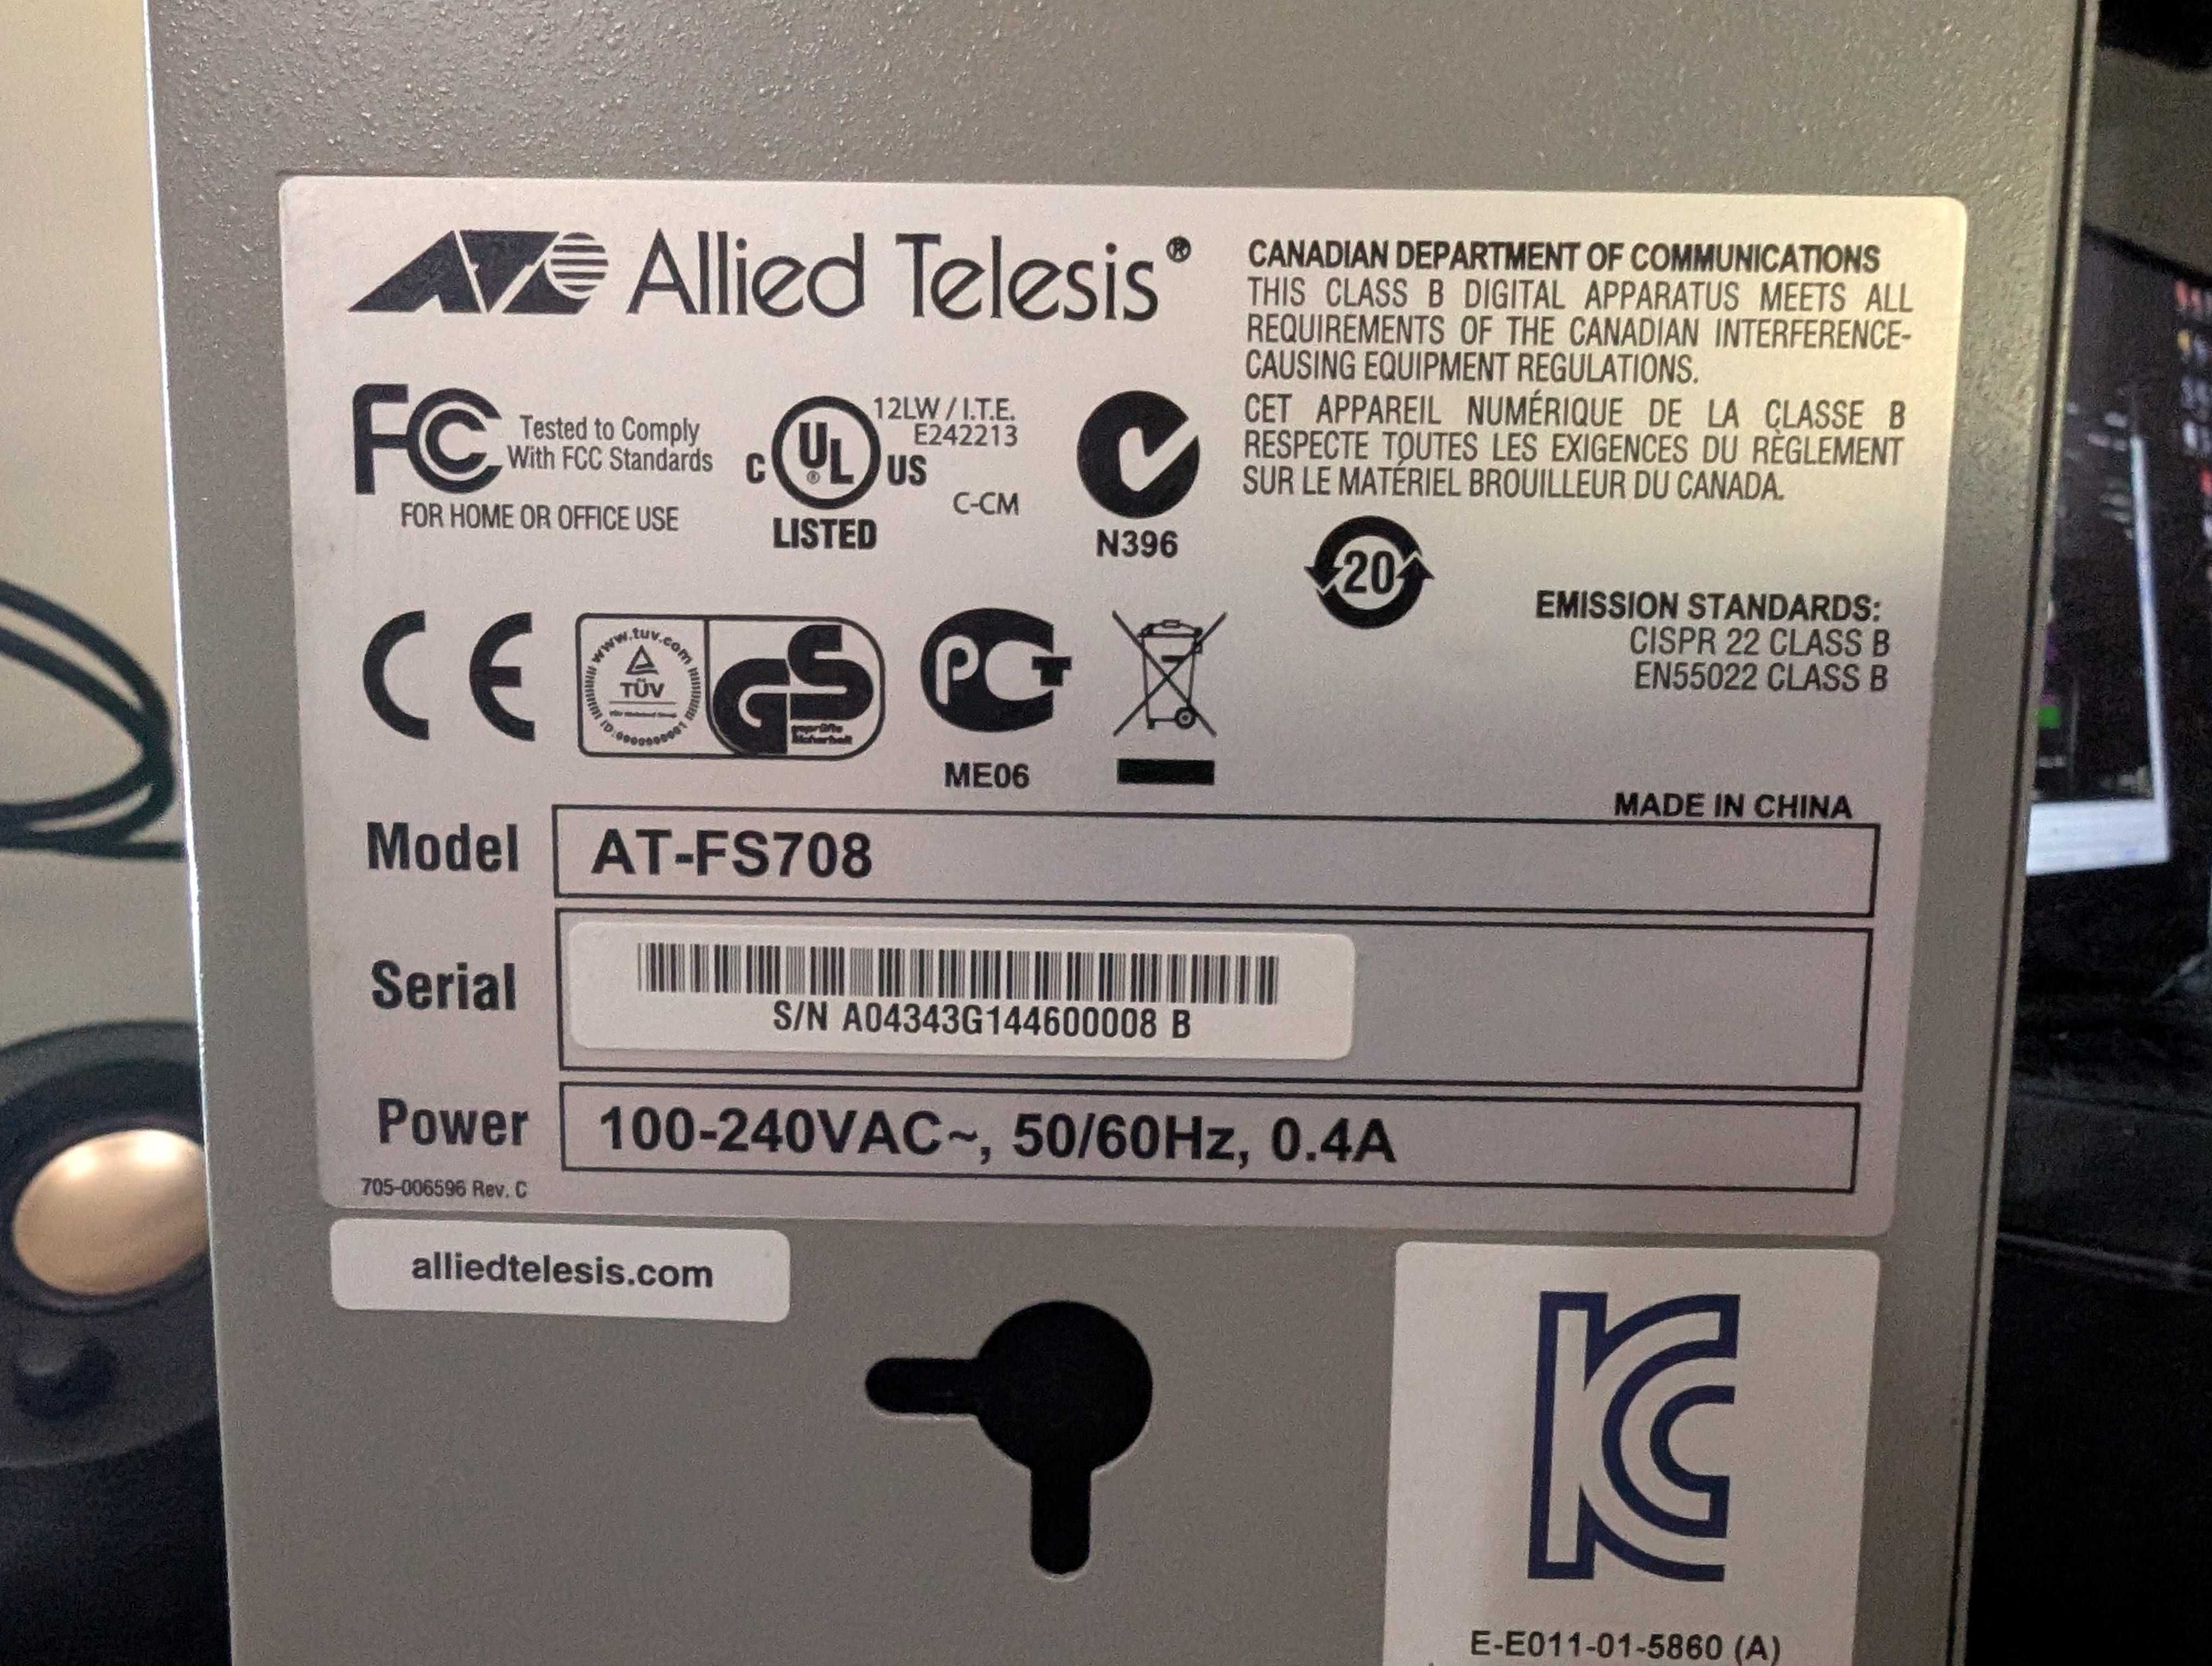 Allied Telesis®
CANADIAN DEPARTMENT OF COMMUNICATIONS
THIS CLASS B DIGITAL APPARATUS MEETS ALL
REQUIREMENTS OF THE CANADIAN INTERFERENCE-
CAUSING EQUIPMENT REGULATIONS.
CET APPAREIL NUMÉRIQUE DE LA CLASSE B
RESPECTE TOUTES LES EXIGENCES DU RÈGLEMENT
SUR LE MATÉRIEL BROUILLEUR DU CANADA.
FC
Tested to Comply
With FCC Standards
FOR HOME OR OFFICE USE
C UL® US
LISTED
12LW / I.T.E.
E242213
C-CM
N396
20
EMISSION STANDARDS:
CISPR 22 CLASS B
EN55022 CLASS B
CE
www.tuv.com
TÜV
GS
geprüfte
Sicherheit
PCT
ME06
MADE IN CHINA
Model AT-FS708
Serial
S/N A04343G144600008 B
Power 100-240VAC~, 50/60Hz, 0.4A
705-006596 Rev. C
alliedtelesis.com
KC
E-E011-01-5860 (A)